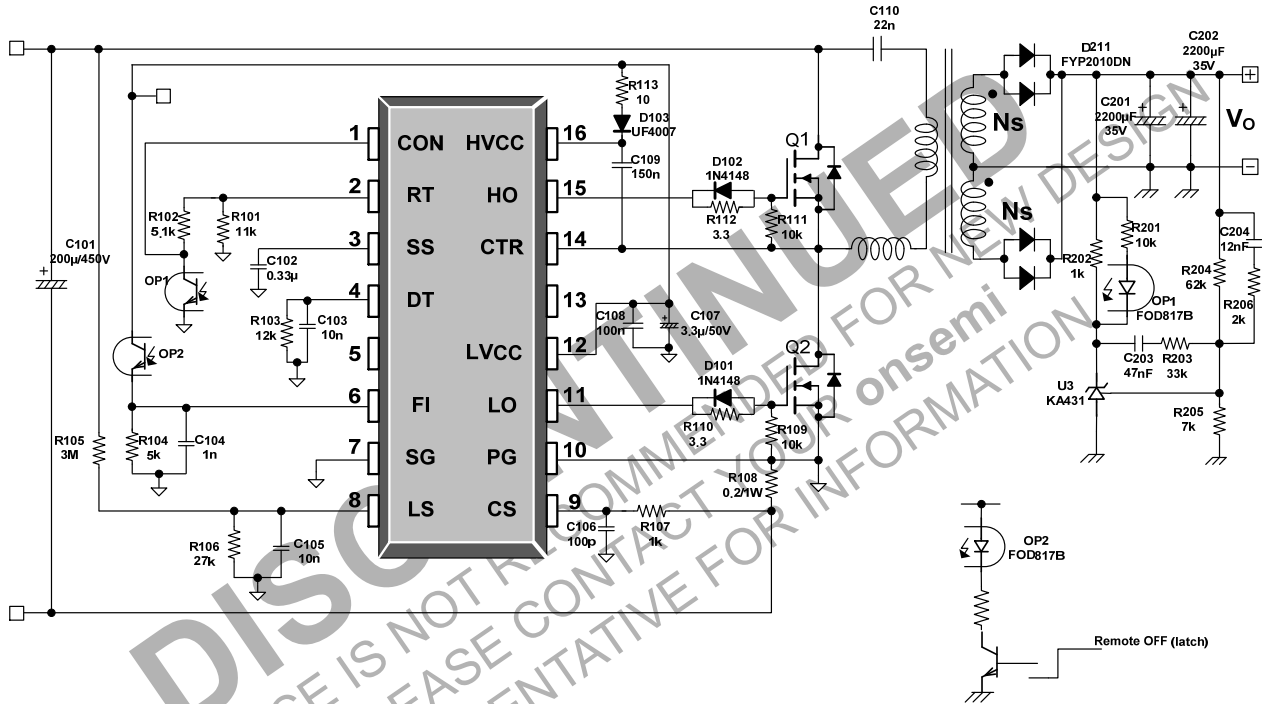 C110
22n
D211
FYP2010DN
C202
2200µF
35V
R113
10
D103
UF4007
C201
2200µF
35V
+
VO
-
Ns
Ns
1 CON HVCC 16
2 RT HO 15
3 SS CTR 14
4 DT 13
5 LVCC 12
6 FI LO 11
7 SG PG 10
8 LS CS 9
C109
150n
D102
1N4148
R112
3.3
Q1
R111
10k
R102
5.1k
R101
11k
C101
200µ/450V
+
C102
0.33µ
OP1
R103
12k
C103
10n
C108
100n
+
C107
3.3µ/50V
OP2
D101
1N4148
R110
3.3
Q2
R109
10k
R105
3M
R104
5k
C104
1n
R108
0.2/1W
R106
27k
C105
10n
C106
100p
R107
1k
R201
10k
R202
1k
OP1
FOD817B
C204
12nF
R204
62k
R206
2k
C203
47nF
R203
33k
U3
KA431
R205
7k
OP2
FOD817B
Remote OFF (latch)
DISCONTINUED
CE IS NOT RECOMMENDED FOR NEW DESIGN
EASE CONTACT YOUR onsemi
ENTATIVE FOR INFORMATION